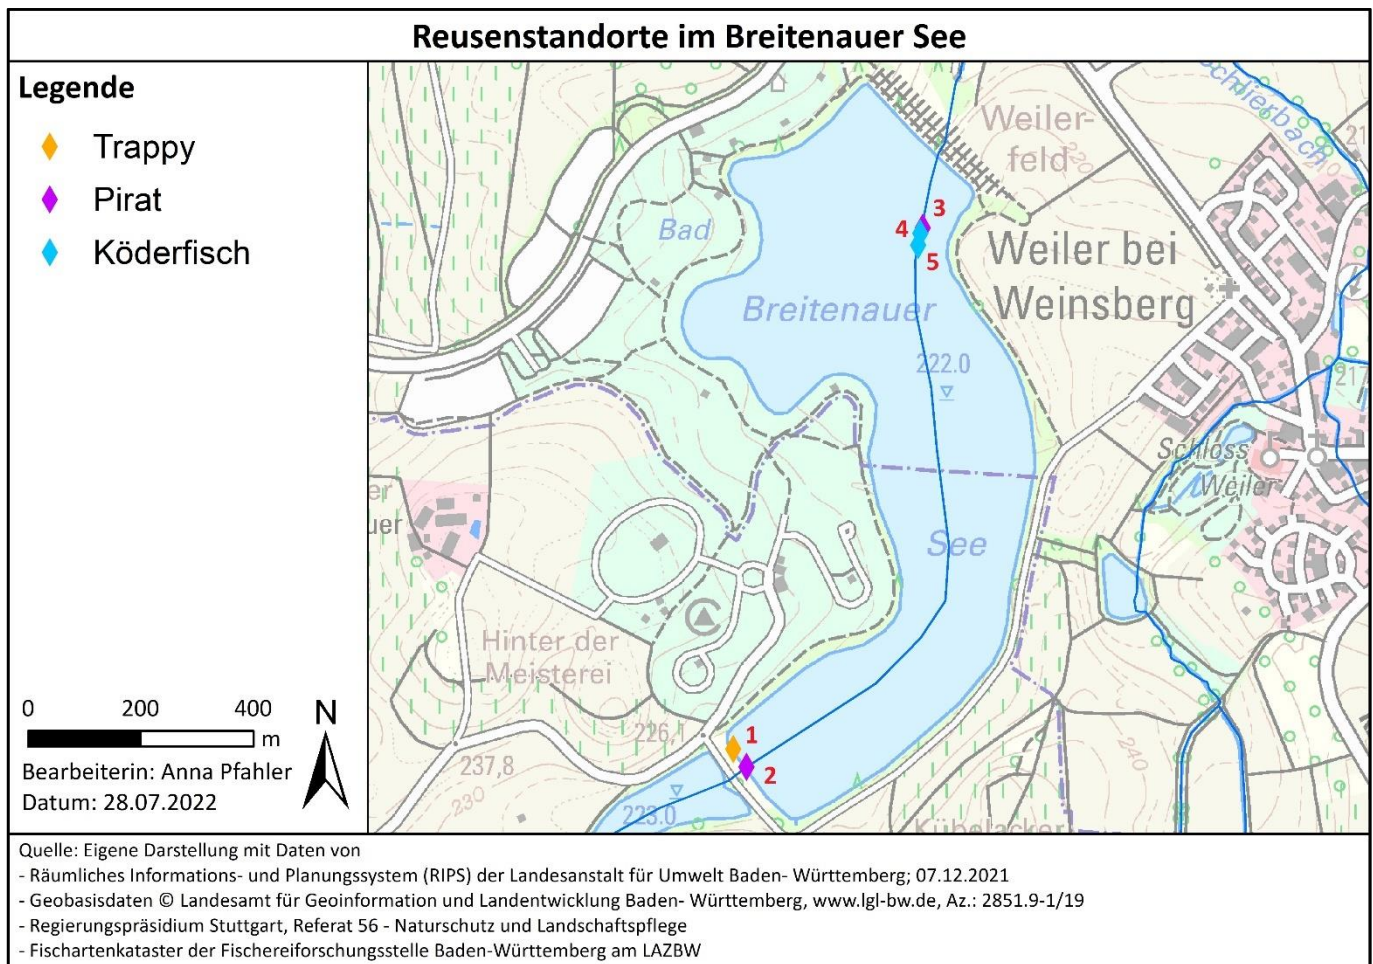 Reusenstandorte im Breitenauer See
Legende
Trappy
Pirat
Köderfisch
0 200 400
m
N
Bearbeiterin: Anna Pfahler
Datum: 28.07.2022
Schlierbach
Weiler-
feld
220
210
3
4
5
Bad
Weiler bei
Weinsberg
Breitenauer
222.0
Schloss
Weiler
See
Hinter der
Meisterei
226,1
1
2
237,8
230
223.0
240
Kübelacker
Quelle: Eigene Darstellung mit Daten von
- Räumliches Informations- und Planungssystem (RIPS) der Landesanstalt für Umwelt Baden- Württemberg; 07.12.2021
- Geobasisdaten © Landesamt für Geoinformation und Landentwicklung Baden- Württemberg, www.lgl-bw.de, Az.: 2851.9-1/19
- Regierungspräsidium Stuttgart, Referat 56 - Naturschutz und Landschaftspflege
- Fischartenkataster der Fischereiforschungsstelle Baden-Württemberg am LAZBW